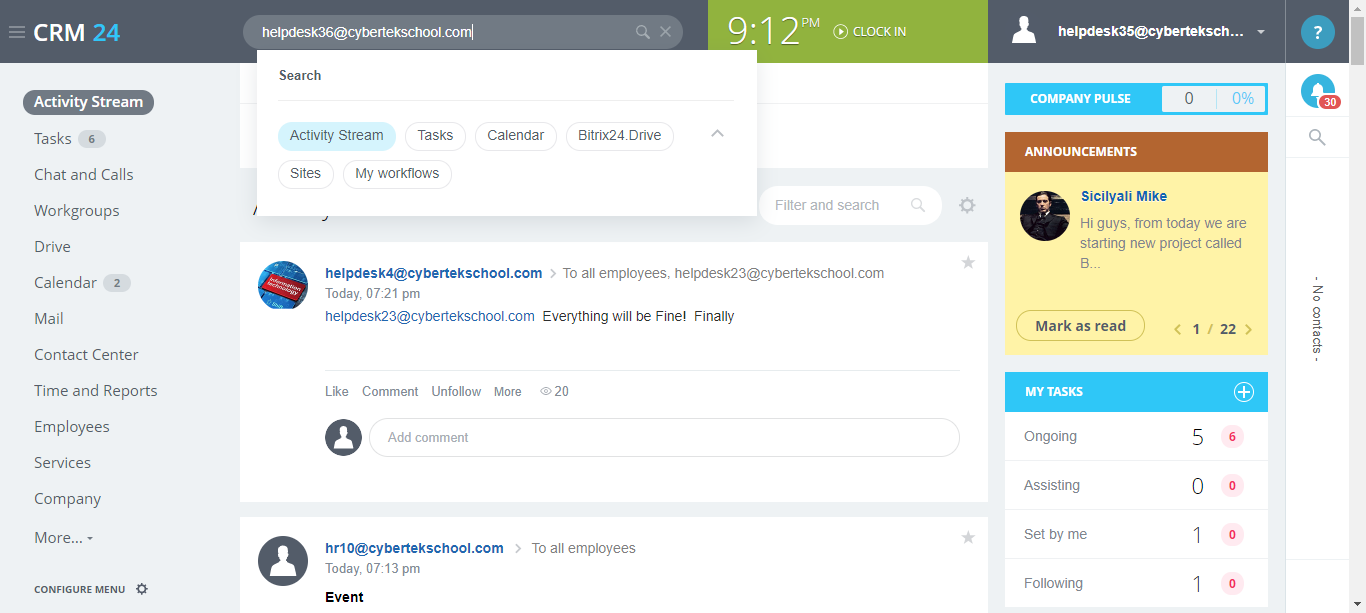 CRM 24
helpdesk36@cybertekschool.com
9:12 PM CLOCK IN
helpdesk35@cyberteksch...
?
Search
Activity Stream Tasks Calendar Bitrix24.Drive
Sites My workflows
Activity Stream
Tasks 6
Chat and Calls
Workgroups
Drive
Calendar 2
Mail
Contact Center
Time and Reports
Employees
Services
Company
More...
CONFIGURE MENU
Filter and search
helpdesk4@cybertekschool.com > To all employees, helpdesk23@cybertekschool.com
Today, 07:21 pm
helpdesk23@cybertekschool.com Everything will be Fine! Finally
Information
technology
Like Comment Unfollow More 20
Add comment
hr10@cybertekschool.com > To all employees
Today, 07:13 pm
Event
COMPANY PULSE 0 0%
ANNOUNCEMENTS
Sicilyali Mike
Hi guys, from today we are
starting new project called
B...
Mark as read < 1 / 22 >
MY TASKS
Ongoing 5 6
Assisting 0 0
Set by me 1 0
Following 1 0
30
- No contacts -